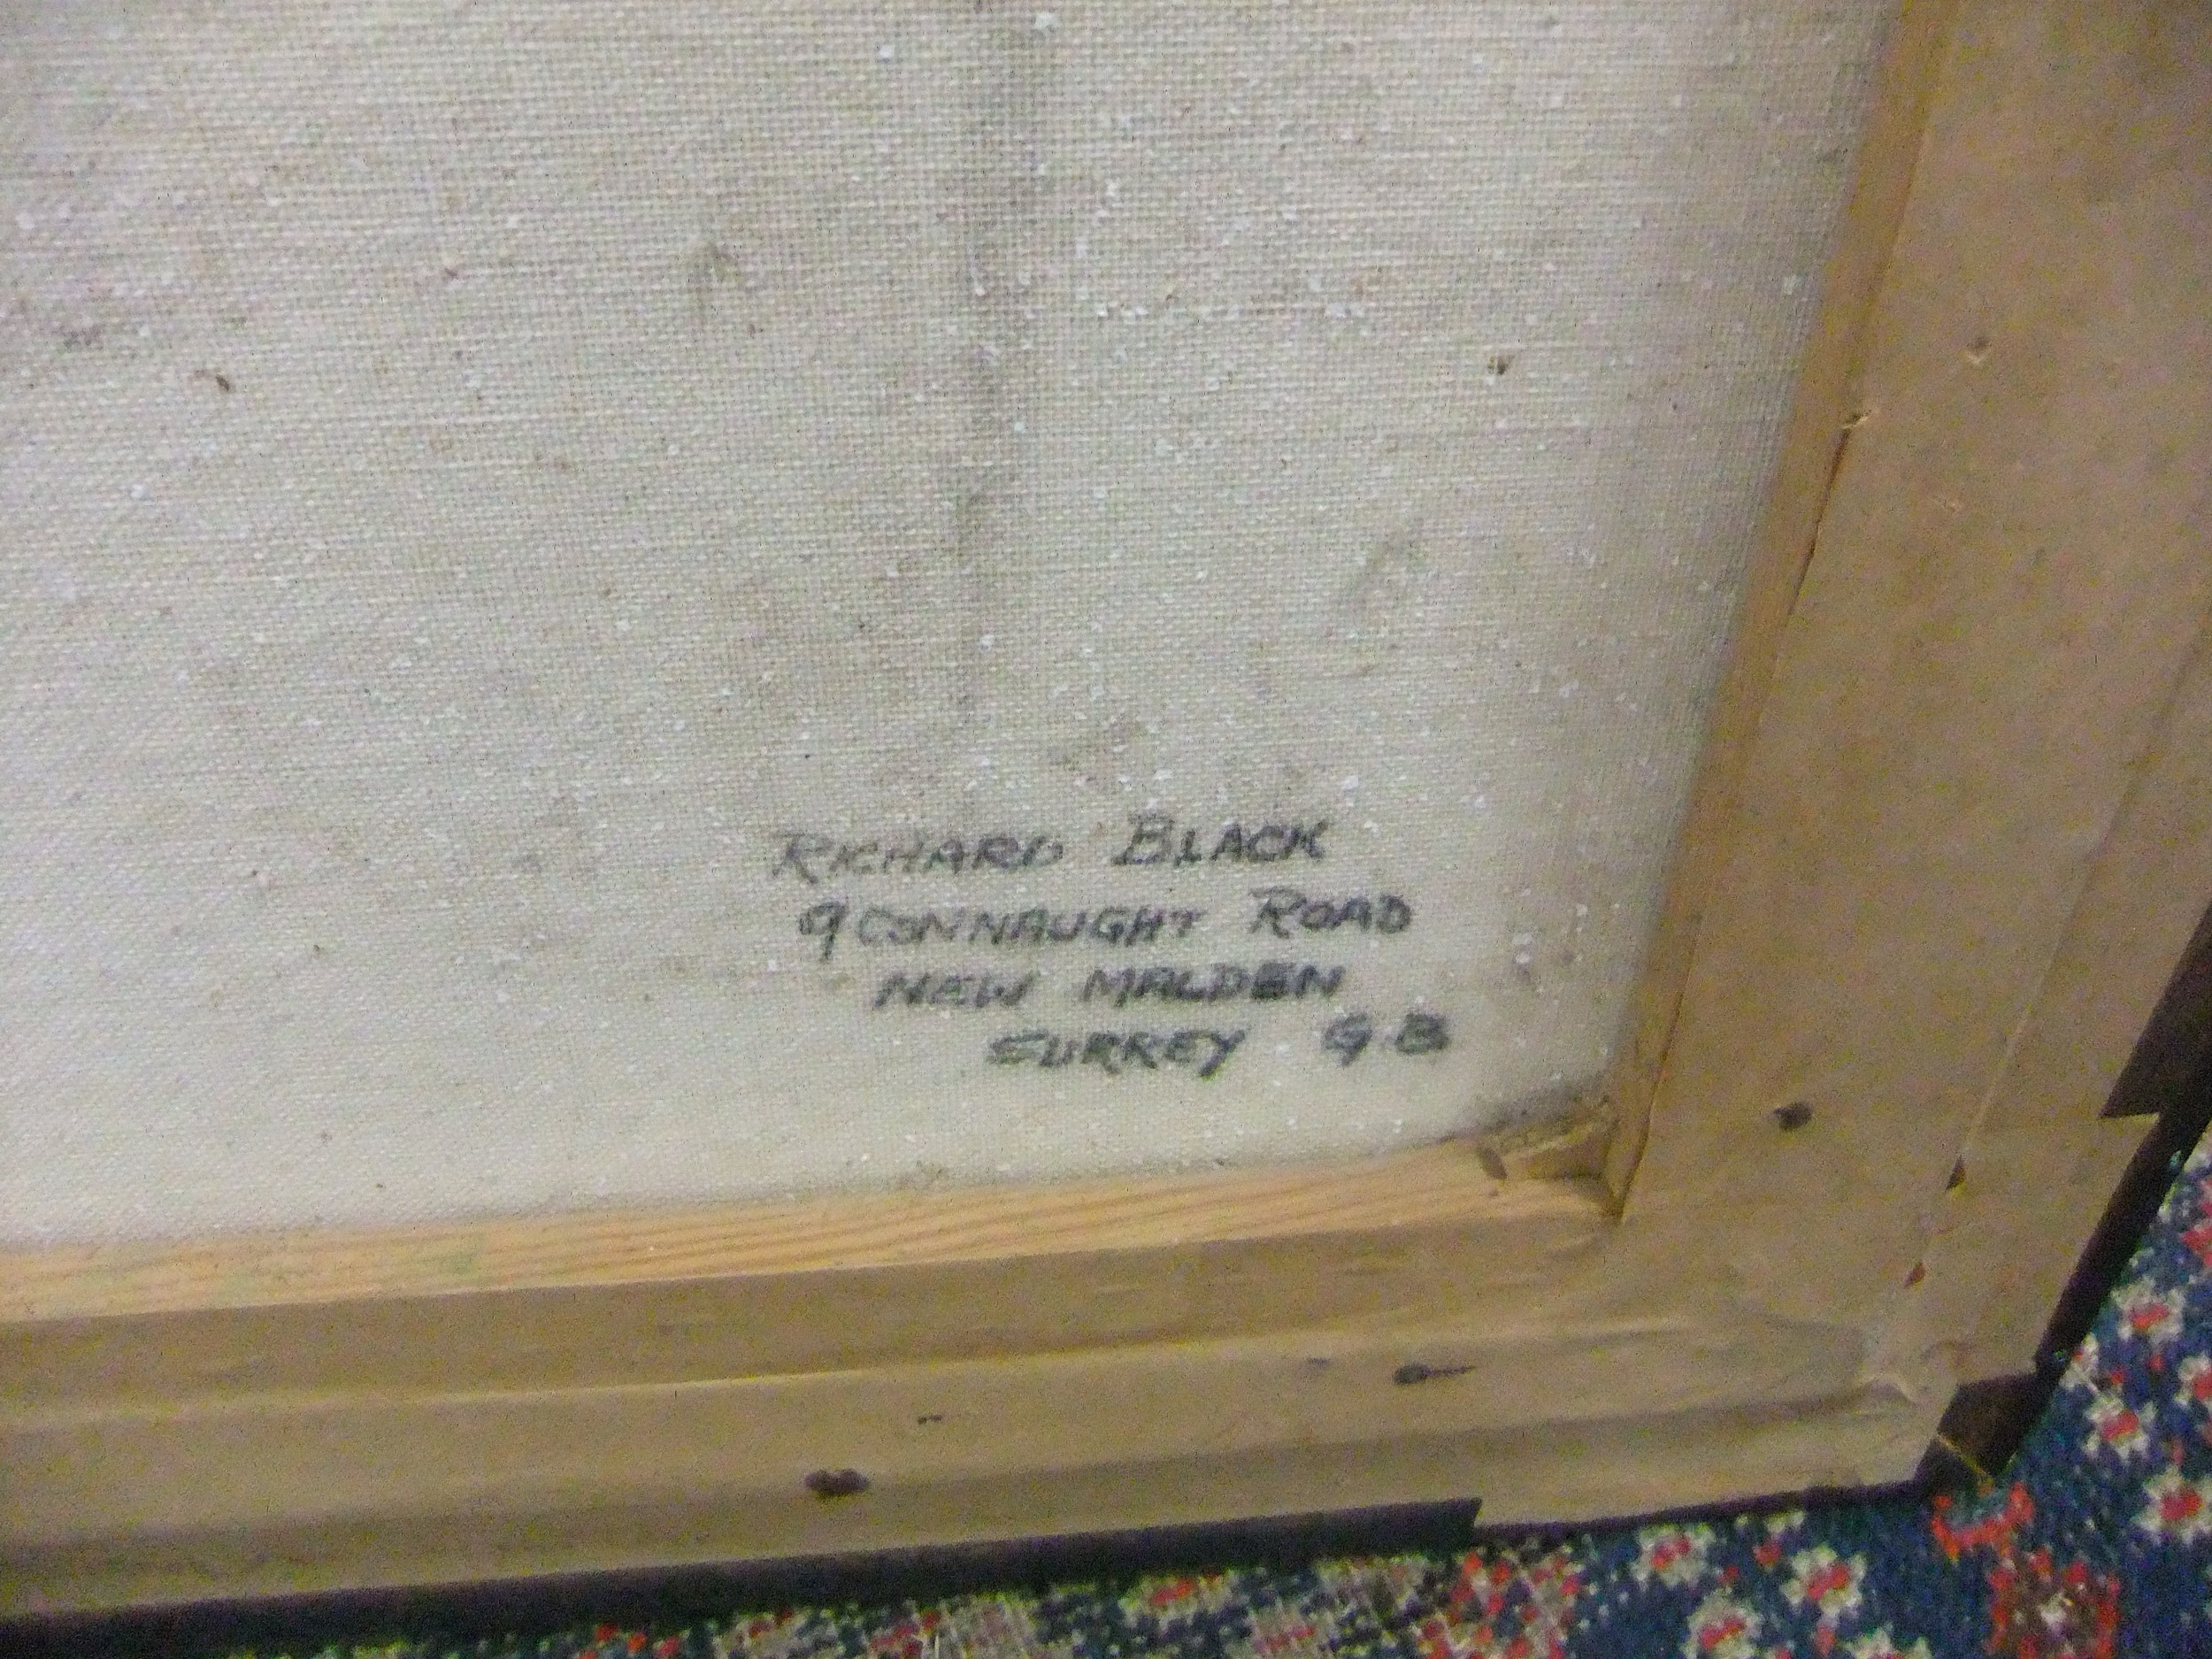 RICHARD BLACK
9 CONNAUGHT ROAD
NEW MALDEN
SURREY G.B